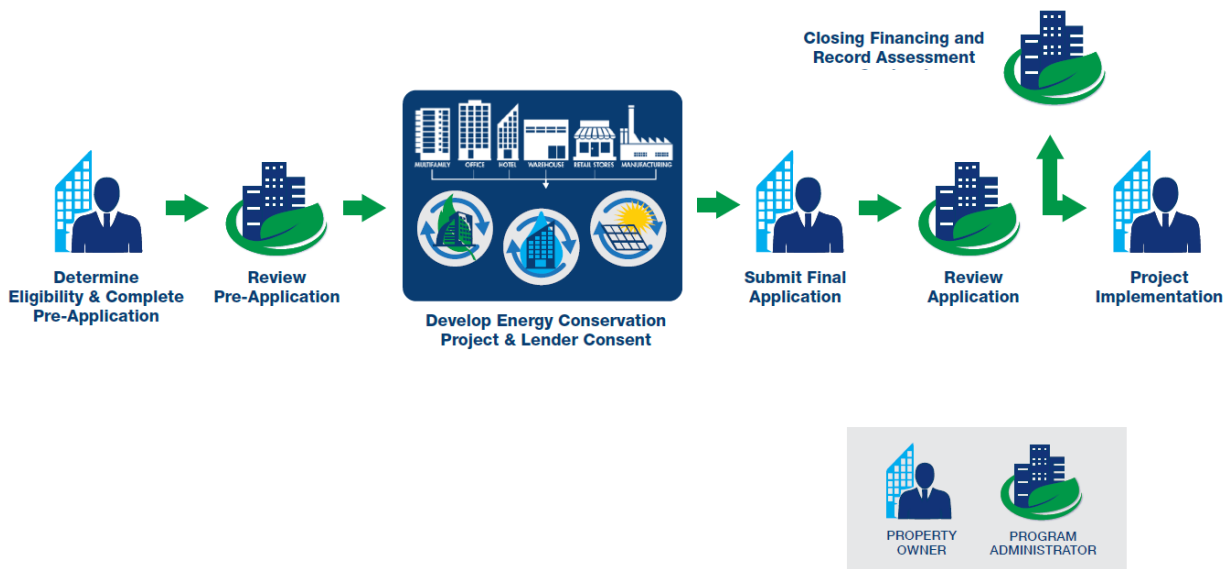 Closing Financing and
Record Assessment
MULTIFAMILY
OFFICE
HOTEL
WAREHOUSE
RETAIL STORES
MANUFACTURING
Determine
Eligibility & Complete
Pre-Application
Review
Pre-Application
Develop Energy Conservation
Project & Lender Consent
Submit Final
Application
Review
Application
Project
Implementation
PROPERTY
OWNER
PROGRAM
ADMINISTRATOR